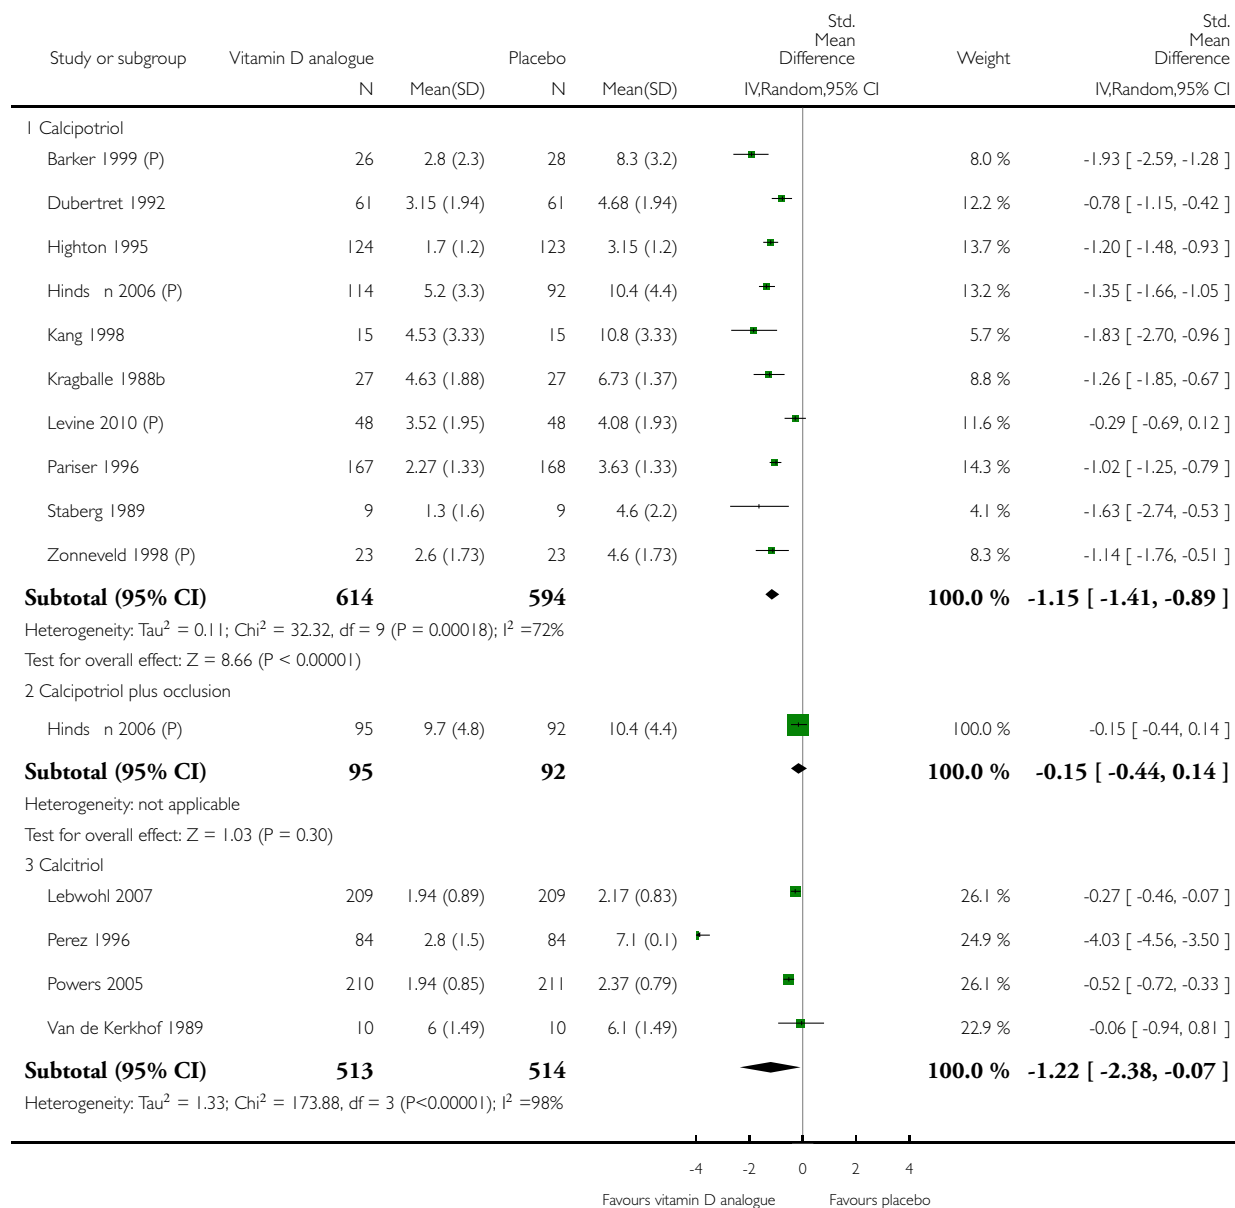 Study or subgroup Vitamin D analogue Placebo Std. Mean Difference Weight Std. Mean Difference
N Mean(SD) N Mean(SD) IV,Random,95% CI IV,Random,95% CI
1 Calcipotriol
Barker 1999 (P) 26 2.8 (2.3) 28 8.3 (3.2) 8.0 % -1.93 [ -2.59, -1.28 ]
Dubertret 1992 61 3.15 (1.94) 61 4.68 (1.94) 12.2 % -0.78 [ -1.15, -0.42 ]
Highton 1995 124 1.7 (1.2) 123 3.15 (1.2) 13.7 % -1.20 [ -1.48, -0.93 ]
Hinds n 2006 (P) 114 5.2 (3.3) 92 10.4 (4.4) 13.2 % -1.35 [ -1.66, -1.05 ]
Kang 1998 15 4.53 (3.33) 15 10.8 (3.33) 5.7 % -1.83 [ -2.70, -0.96 ]
Kragballe 1988b 27 4.63 (1.88) 27 6.73 (1.37) 8.8 % -1.26 [ -1.85, -0.67 ]
Levine 2010 (P) 48 3.52 (1.95) 48 4.08 (1.93) 11.6 % -0.29 [ -0.69, 0.12 ]
Pariser 1996 167 2.27 (1.33) 168 3.63 (1.33) 14.3 % -1.02 [ -1.25, -0.79 ]
Staberg 1989 9 1.3 (1.6) 9 4.6 (2.2) 4.1 % -1.63 [ -2.74, -0.53 ]
Zonneveld 1998 (P) 23 2.6 (1.73) 23 4.6 (1.73) 8.3 % -1.14 [ -1.76, -0.51 ]
Subtotal (95% CI) 614 594 100.0 % -1.15 [ -1.41, -0.89 ]
Heterogeneity: Tau² = 0.11; Chi² = 32.32, df = 9 (P = 0.00018); I² =72%
Test for overall effect: Z = 8.66 (P < 0.00001)
2 Calcipotriol plus occlusion
Hinds n 2006 (P) 95 9.7 (4.8) 92 10.4 (4.4) 100.0 % -0.15 [ -0.44, 0.14 ]
Subtotal (95% CI) 95 92 100.0 % -0.15 [ -0.44, 0.14 ]
Heterogeneity: not applicable
Test for overall effect: Z = 1.03 (P = 0.30)
3 Calcitriol
Lebwohl 2007 209 1.94 (0.89) 209 2.17 (0.83) 26.1 % -0.27 [ -0.46, -0.07 ]
Perez 1996 84 2.8 (1.5) 84 7.1 (0.1) 24.9 % -4.03 [ -4.56, -3.50 ]
Powers 2005 210 1.94 (0.85) 211 2.37 (0.79) 26.1 % -0.52 [ -0.72, -0.33 ]
Van de Kerkhof 1989 10 6 (1.49) 10 6.1 (1.49) 22.9 % -0.06 [ -0.94, 0.81 ]
Subtotal (95% CI) 513 514 100.0 % -1.22 [ -2.38, -0.07 ]
Heterogeneity: Tau² = 1.33; Chi² = 173.88, df = 3 (P<0.00001); I² =98%
-4 -2 0 2 4
Favours vitamin D analogue Favours placebo